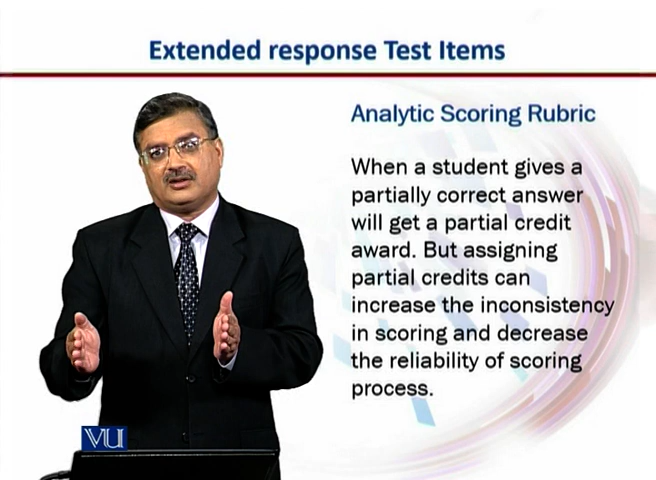 Extended response Test Items
Analytic Scoring Rubric
When a student gives a
partially correct answer
will get a partial credit
award. But assigning
partial credits can
increase the inconsistency
in scoring and decrease
the reliability of scoring
process.
VU